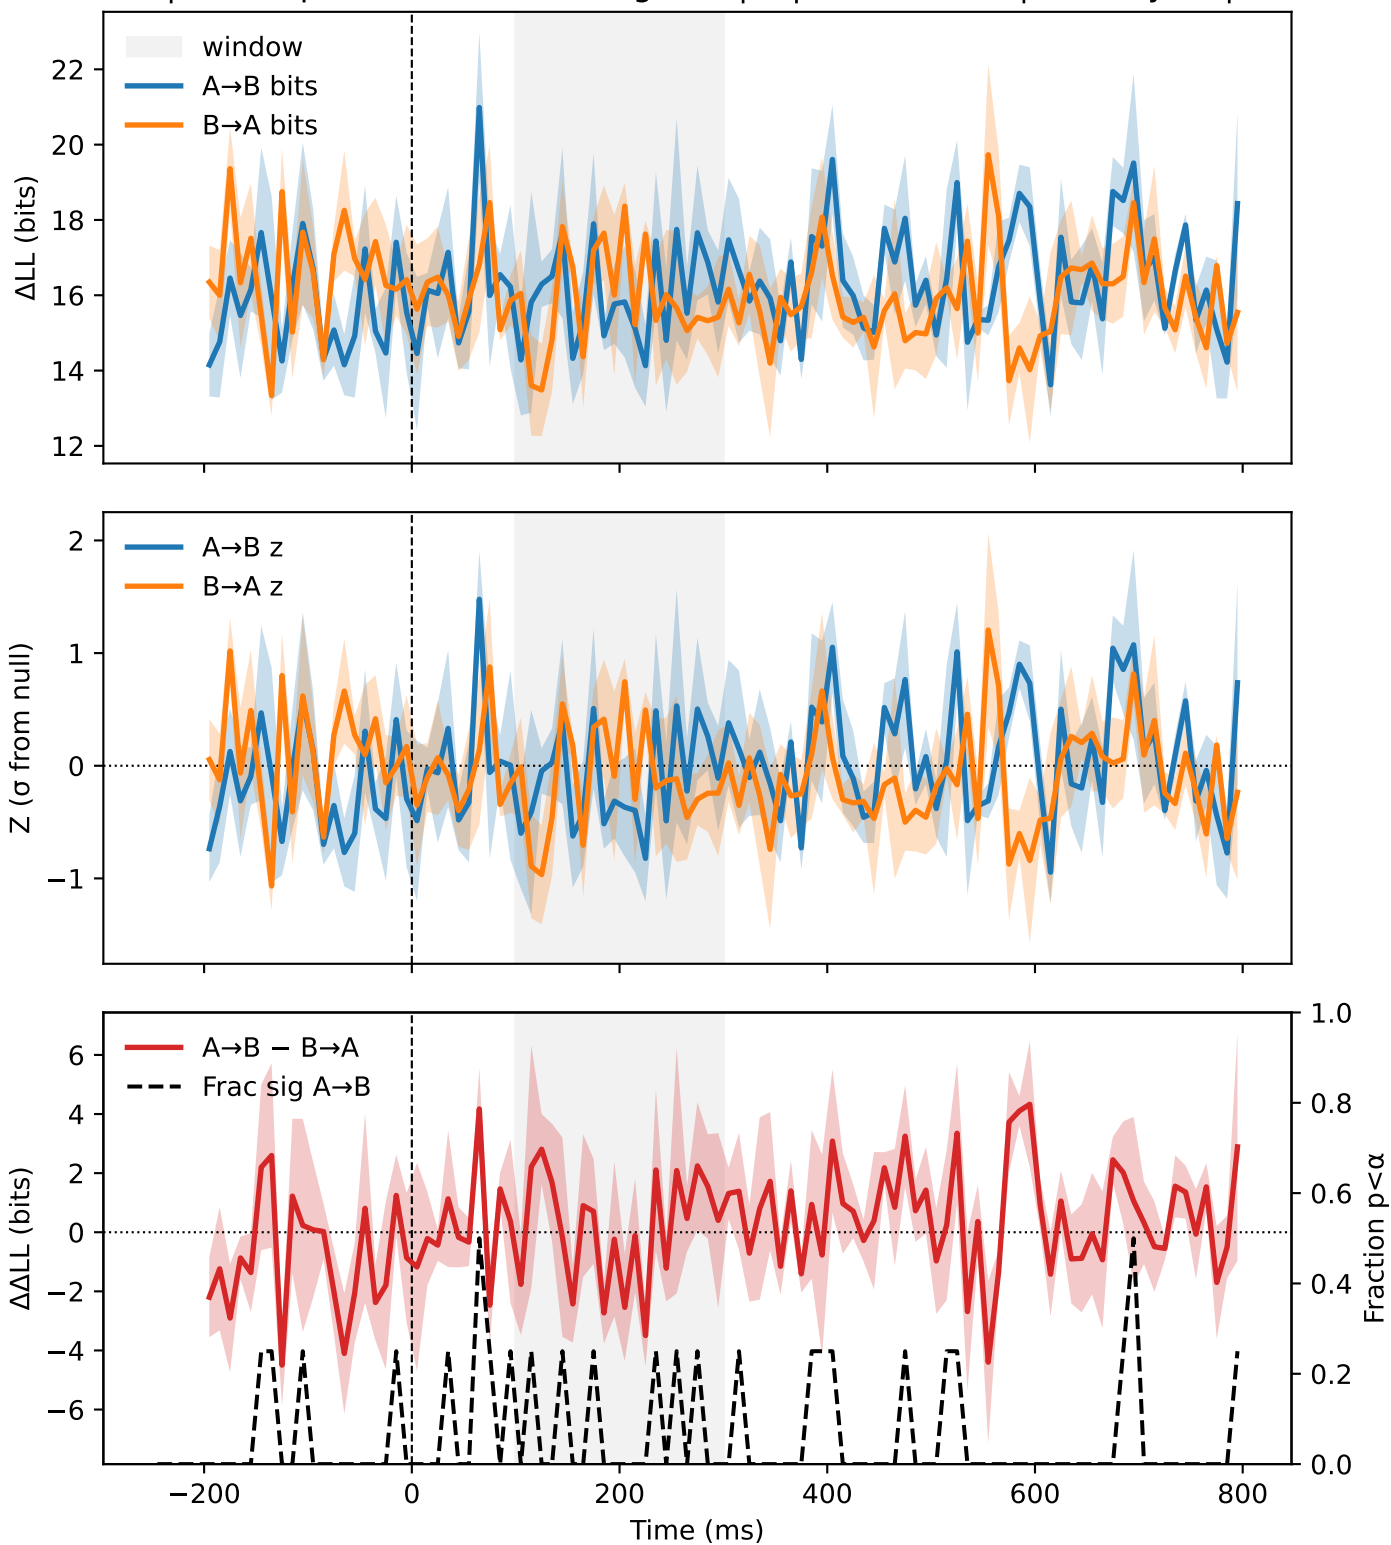 window
A→B bits
B→A bits
ΔLL (bits)
22
20
18
16
14
12
A→B z
B→A z
Z (σ from null)
2
1
0
−1
A→B − B→A
Frac sig A→B
ΔΔLL (bits)
6
4
2
0
−2
−4
−6
1.0
0.8
0.6
0.4
0.2
0.0
Fraction p<α
−200
0
200
400
600
800
Time (ms)